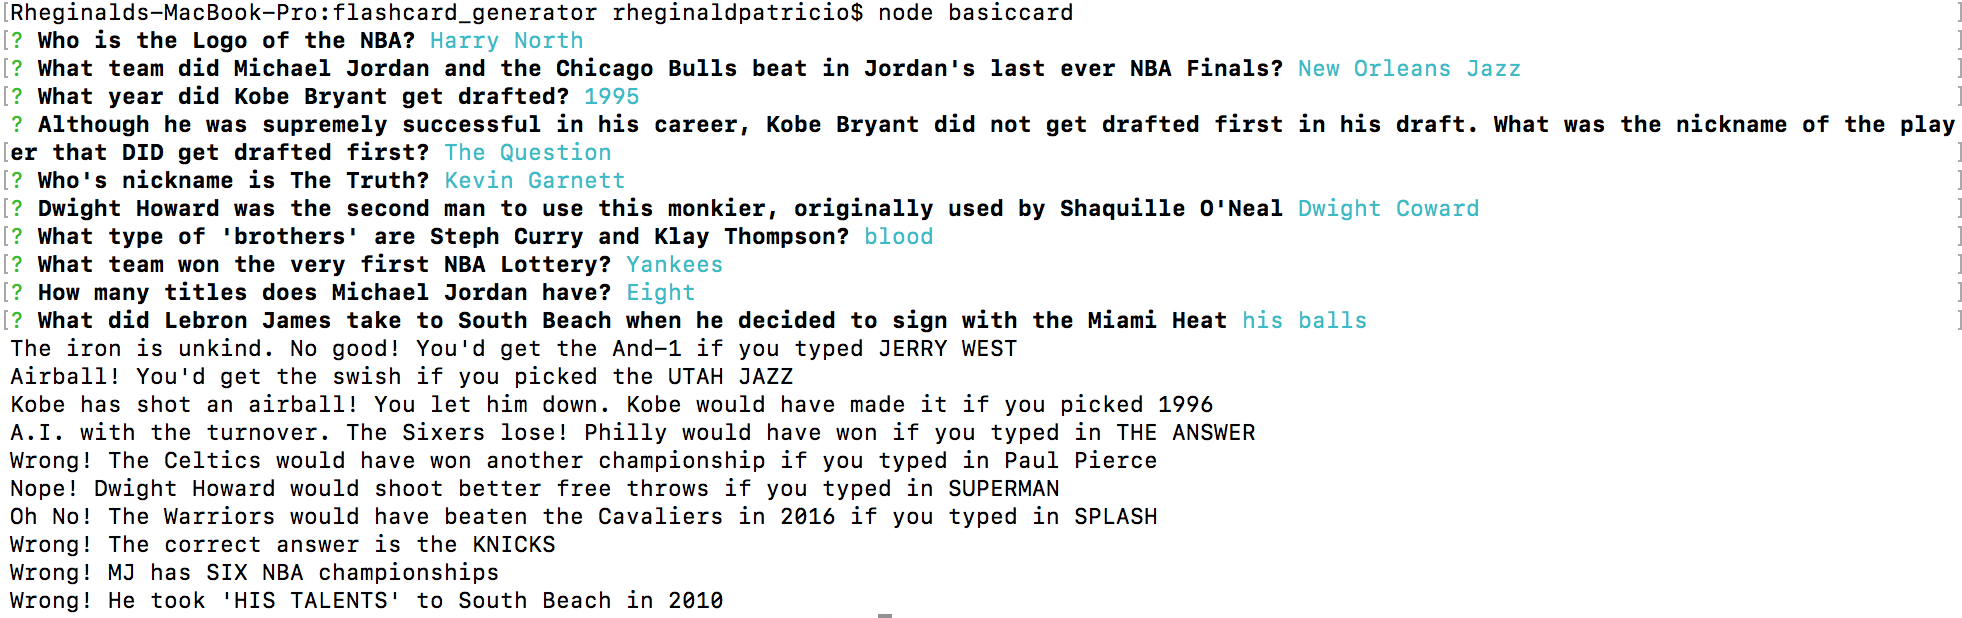 [Rheginalds-MacBook-Pro:flashcard_generator rheginaldpatricio$ node basiccard ]
[? Who is the Logo of the NBA? Harry North ]
[? What team did Michael Jordan and the Chicago Bulls beat in Jordan's last ever NBA Finals? New Orleans Jazz ]
[? What year did Kobe Bryant get drafted? 1995 ]
? Although he was supremely successful in his career, Kobe Bryant did not get drafted first in his draft. What was the nickname of the play
[er that DID get drafted first? The Question ]
[? Who's nickname is The Truth? Kevin Garnett ]
[? Dwight Howard was the second man to use this monkier, originally used by Shaquille O'Neal Dwight Coward ]
[? What type of 'brothers' are Steph Curry and Klay Thompson? blood ]
[? What team won the very first NBA Lottery? Yankees ]
[? How many titles does Michael Jordan have? Eight ]
[? What did Lebron James take to South Beach when he decided to sign with the Miami Heat his balls ]
The iron is unkind. No good! You'd get the And-1 if you typed JERRY WEST
Airball! You'd get the swish if you picked the UTAH JAZZ
Kobe has shot an airball! You let him down. Kobe would have made it if you picked 1996
A.I. with the turnover. The Sixers lose! Philly would have won if you typed in THE ANSWER
Wrong! The Celtics would have won another championship if you typed in Paul Pierce
Nope! Dwight Howard would shoot better free throws if you typed in SUPERMAN
Oh No! The Warriors would have beaten the Cavaliers in 2016 if you typed in SPLASH
Wrong! The correct answer is the KNICKS
Wrong! MJ has SIX NBA championships
Wrong! He took 'HIS TALENTS' to South Beach in 2010